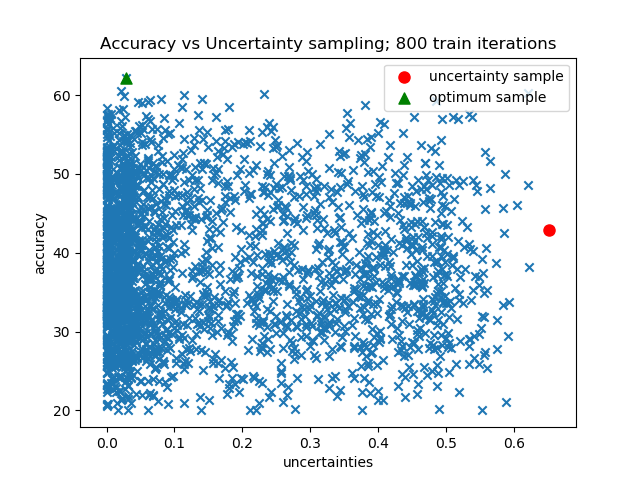 Accuracy vs Uncertainty sampling; 800 train iterations
uncertainty sample
optimum sample
accuracy
60
50
40
30
20
0.0 0.1 0.2 0.3 0.4 0.5 0.6
uncertainties